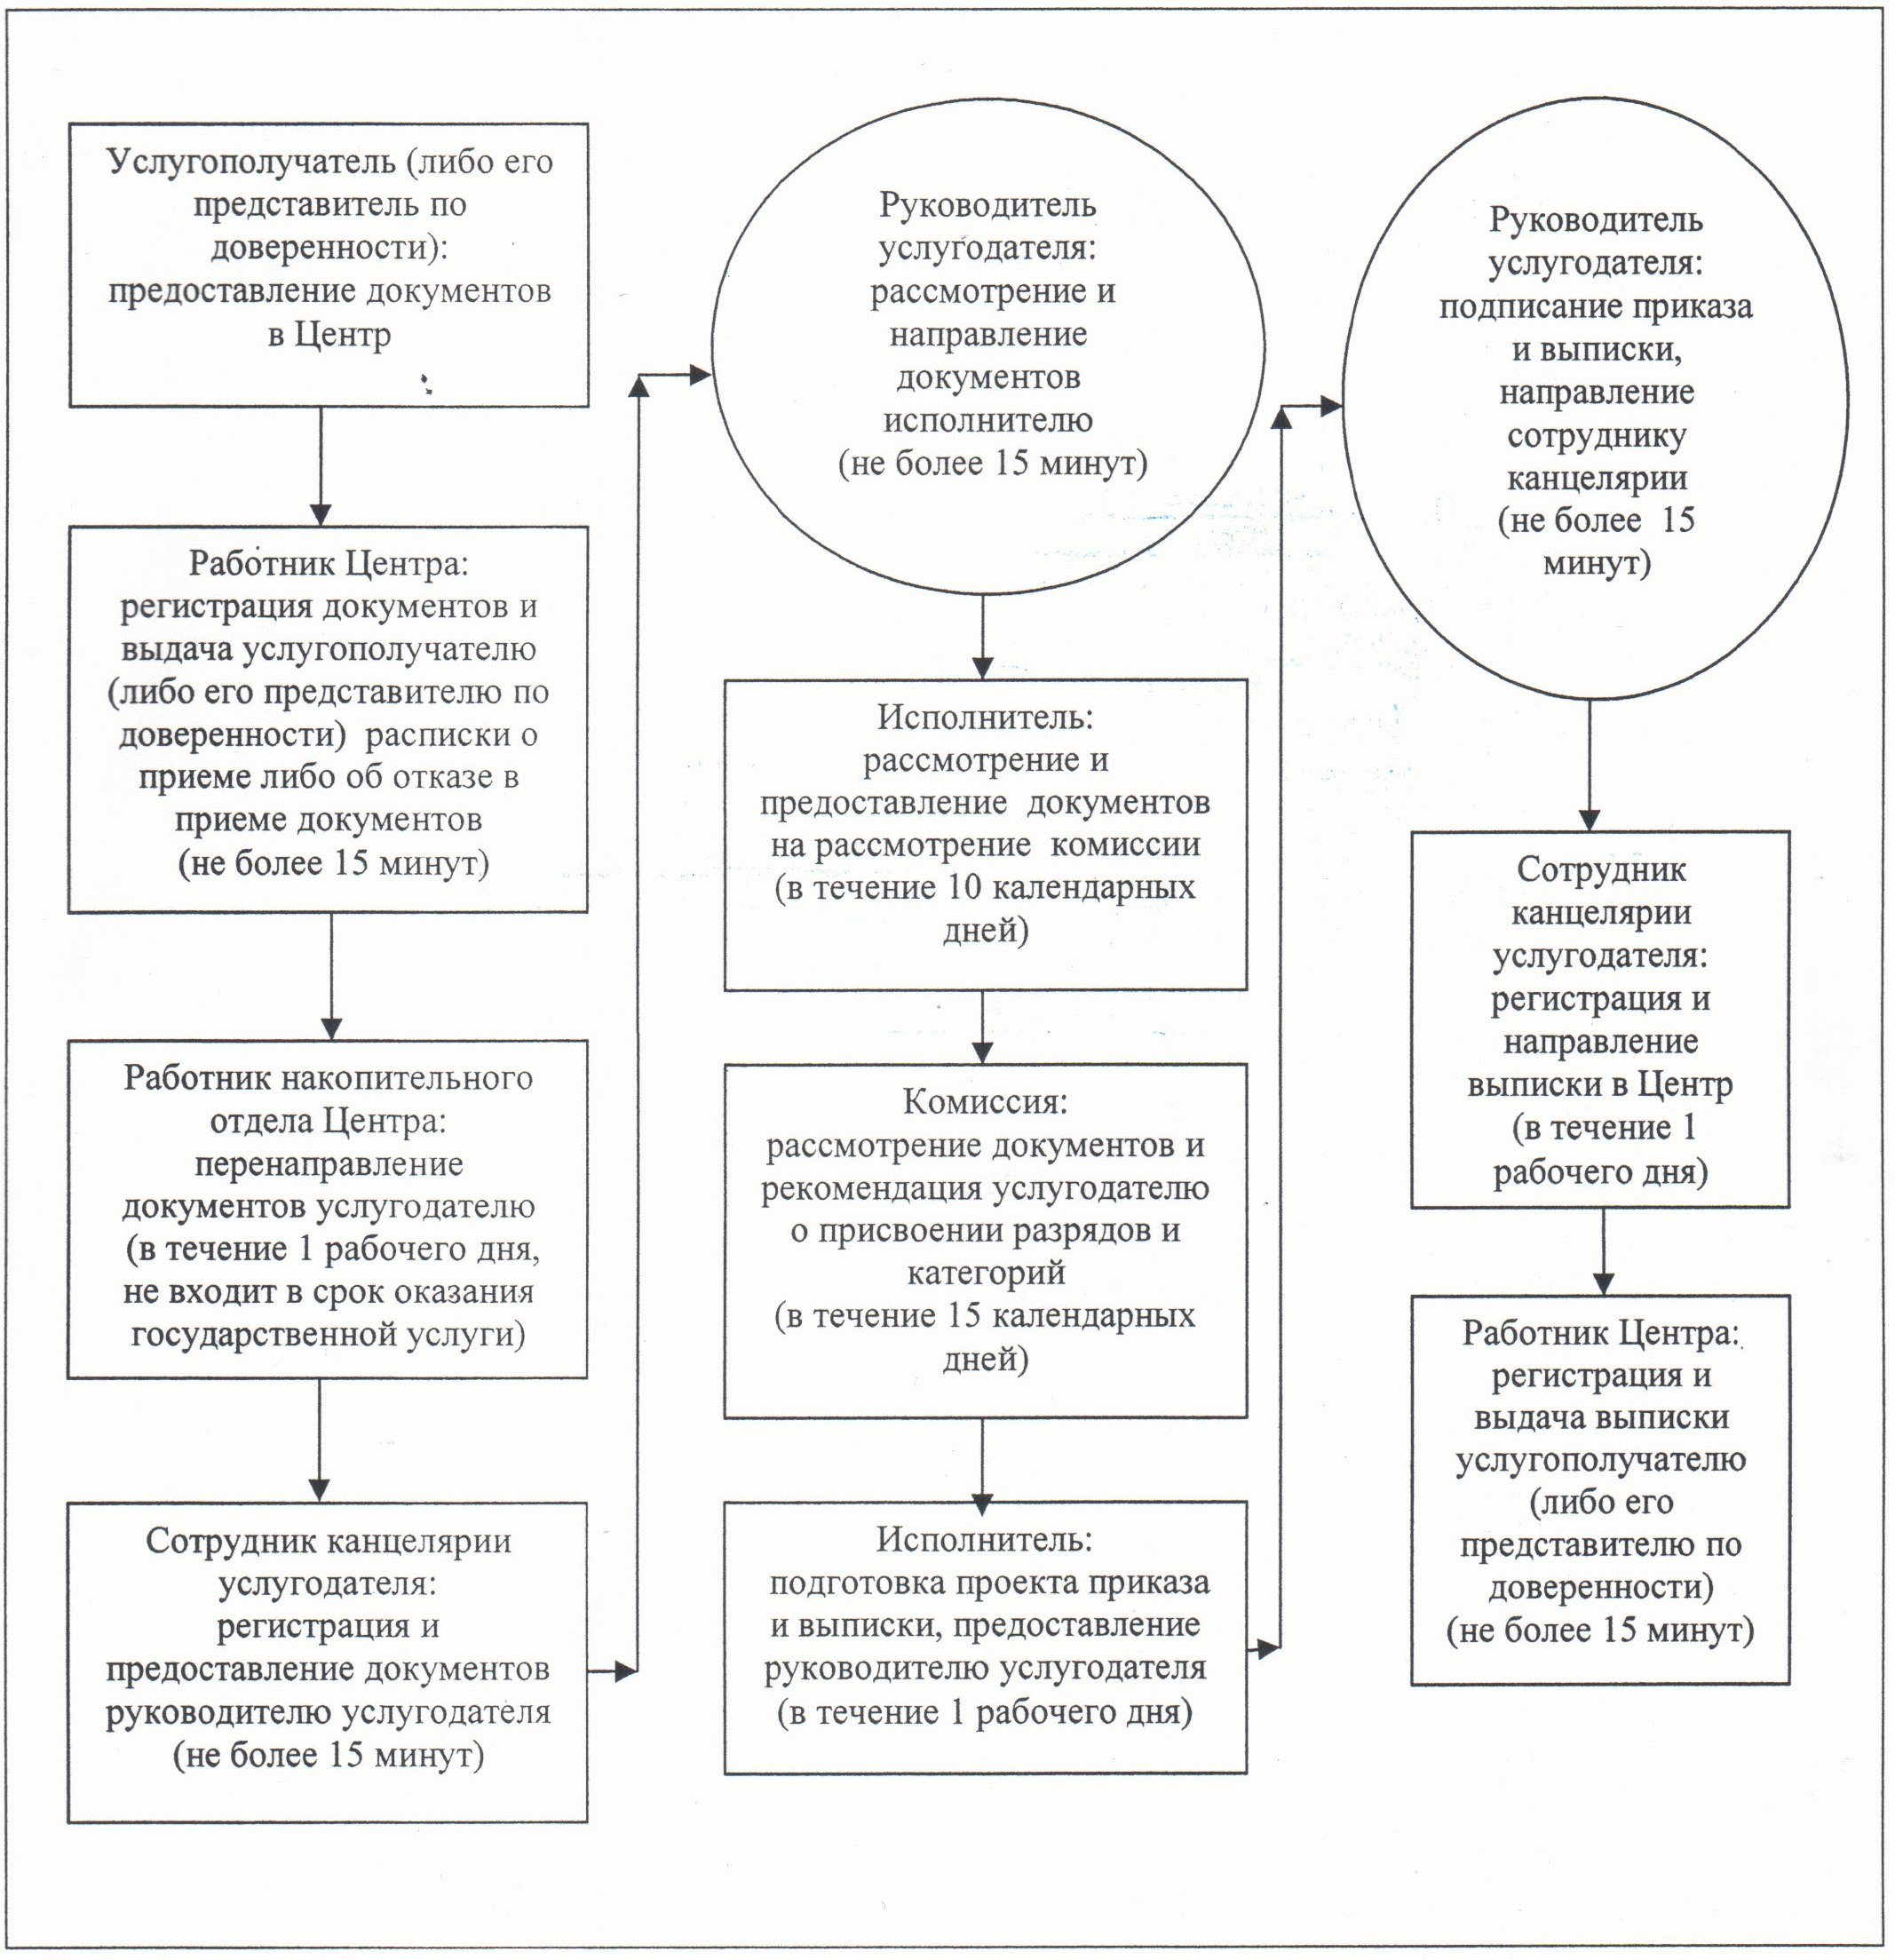 Услугополучатель (либо его
представитель по
доверенности):
предоставление документов
в Центр
Работник Центра:
регистрация документов и
выдача услугополучателю
(либо его представителю по
доверенности) расписки о
приеме либо об отказе в
приеме документов
(не более 15 минут)
Работник накопительного
отдела Центра:
перенаправление
документов услугодателю
(в течение 1 рабочего дня,
не входит в срок оказания
государственной услуги)
Сотрудник канцелярии
услугодателя:
регистрация и
предоставление документов
руководителю услугодателя
(не более 15 минут)
Руководитель
услугодателя:
рассмотрение и
направление
документов
исполнителю
(не более 15 минут)
Исполнитель:
рассмотрение и
предоставление документов
на рассмотрение комиссии
(в течение 10 календарных
дней)
Комиссия:
рассмотрение документов и
рекомендация услугодателю
о присвоении разрядов и
категорий
(в течение 15 календарных
дней)
Исполнитель:
подготовка проекта приказа
и выписки, предоставление
руководителю услугодателя
(в течение 1 рабочего дня)
Руководитель
услугодателя:
подписание приказа
и выписки,
направление
сотруднику
канцелярии
(не более 15
минут)
Сотрудник
канцелярии
услугодателя:
регистрация и
направление
выписки в Центр
(в течение 1
рабочего дня)
Работник Центра:
регистрация и
выдача выписки
услугополучателю
(либо его
представителю по
доверенности)
(не более 15 минут)